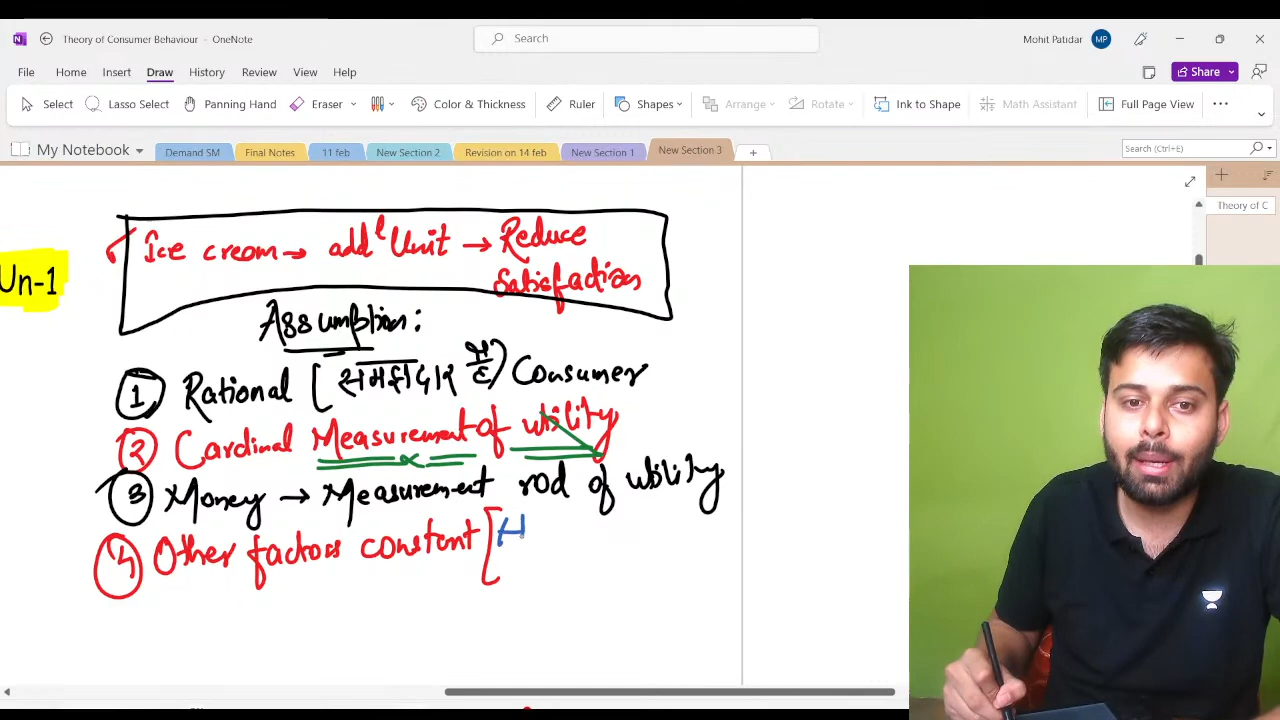 Theory of Consumer Behaviour - OneNote
Search
Mohit Patidar MP
File Home Insert Draw History Review View Help
Share
Select Lasso Select Panning Hand Eraser Color & Thickness Ruler Shapes Arrange Rotate Ink to Shape Math Assistant Full Page View ...
My Notebook Demand SM Final Notes 11 feb New Section 2 Revision on 14 feb New Section 1 New Section 3 +
Search (Ctrl+E)
Theory of C
Un-1
Ice cream → addl Unit → Reduce
Satisfaction
Assumption:
1 Rational [ Consumer
2 Cardinal Measurement of utility
3 Money → Measurement rod of utility
4 Other factors constant [H